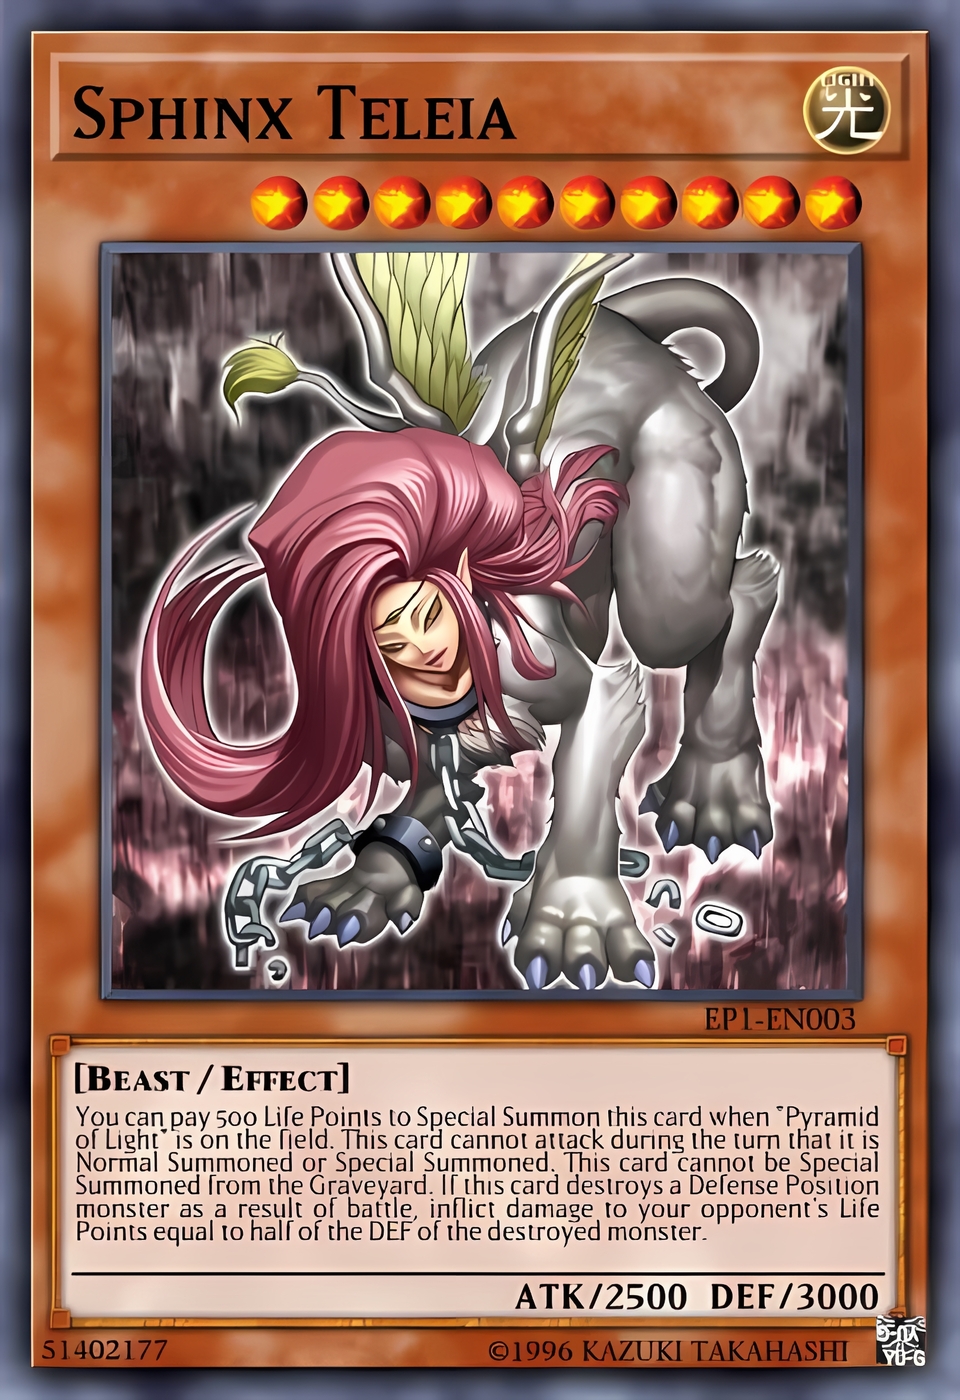 Sphinx Teleia
光
EP1-EN003
[Beast / Effect]
You can pay 500 Life Points to Special Summon this card when "Pyramid
of Light" is on the field. This card cannot attack during the turn that it is
Normal Summoned or Special Summoned. This card cannot be Special
Summoned from the Graveyard. If this card destroys a Defense Position
monster as a result of battle, inflict damage to your opponent's Life
Points equal to half of the DEF of the destroyed monster.
ATK/2500 DEF/3000
51402177 ©1996 KAZUKI TAKAHASHI